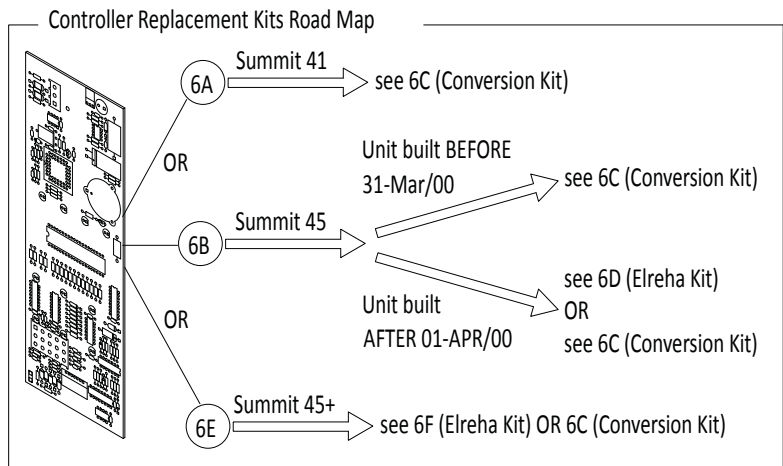 Controller Replacement Kits Road Map
6A
Summit 41
see 6C (Conversion Kit)
OR
Unit built BEFORE
31-Mar/00
see 6C (Conversion Kit)
6B
Summit 45
see 6D (Elreha Kit)
OR
see 6C (Conversion Kit)
Unit built
AFTER 01-APR/00
OR
6E
Summit 45+
see 6F (Elreha Kit) OR 6C (Conversion Kit)